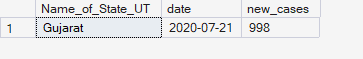 Name_of_State_UT date new_cases
1 Gujarat 2020-07-21 998